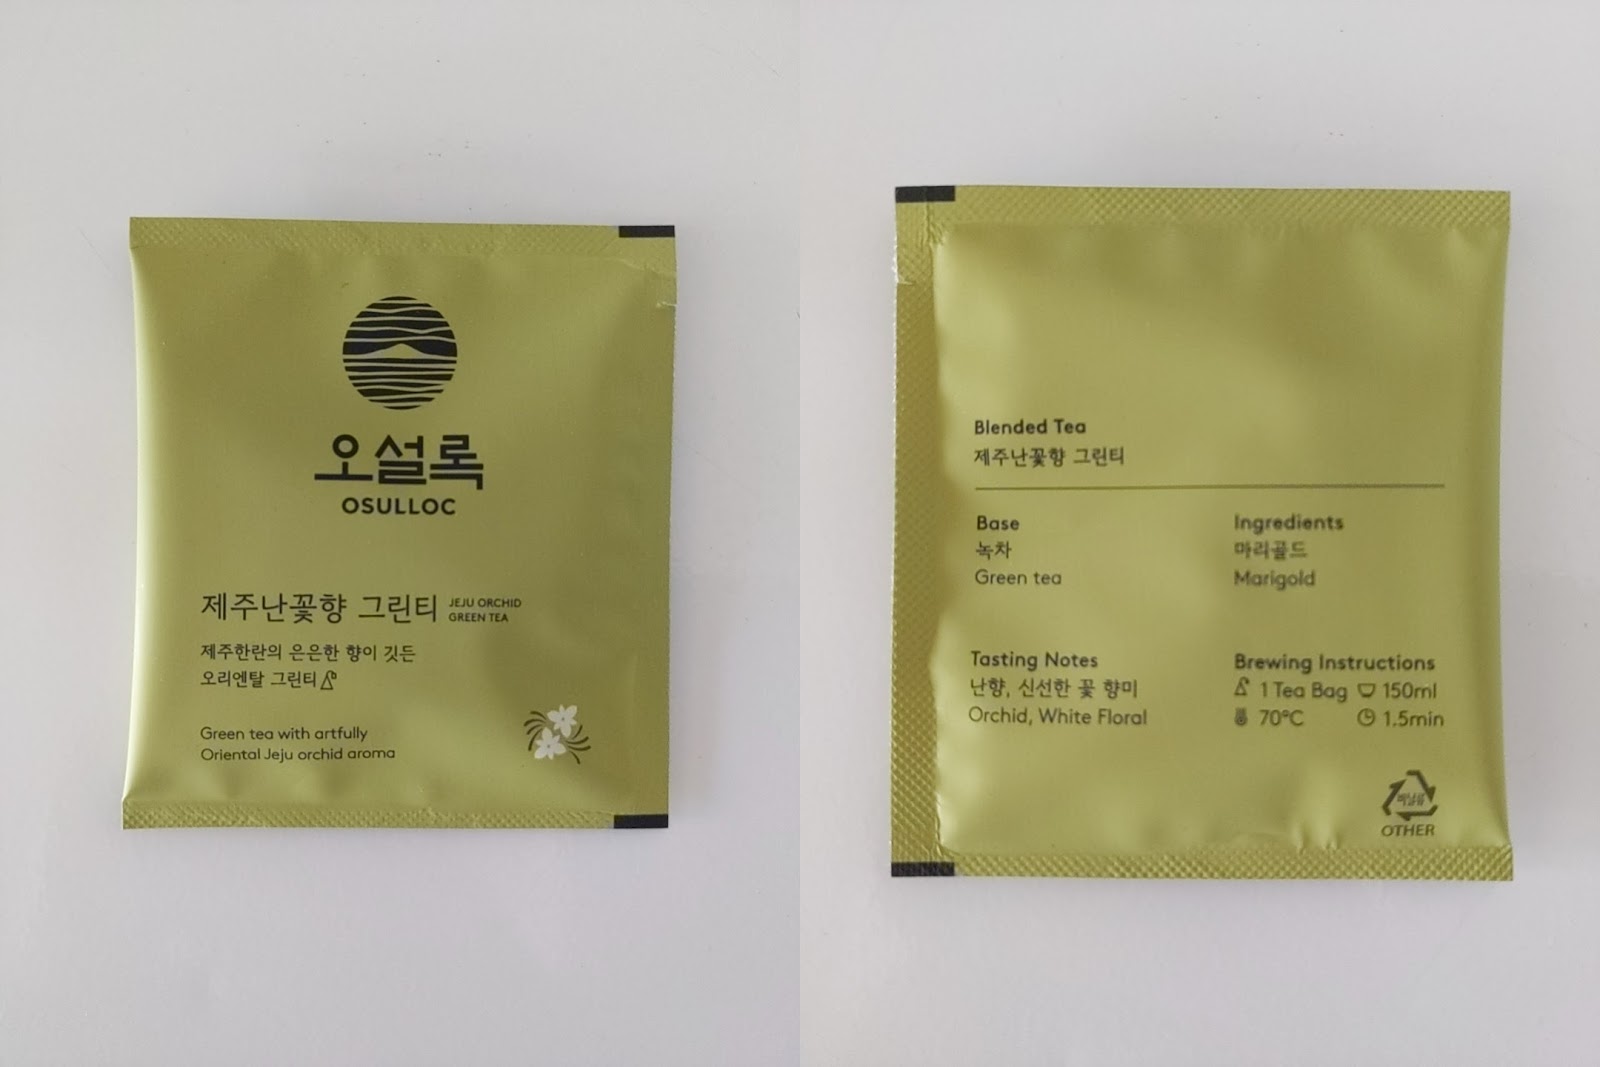 오설록
OSULLOC
제주난꽃향 그린티 JEJU ORCHID GREEN TEA
제주한란의 은은한 향이 깃든
오리엔탈 그린티
Green tea with artfully
Oriental Jeju orchid aroma
Blended Tea
제주난꽃향 그린티
Base
녹차
Green tea
Ingredients
마리골드
Marigold
Tasting Notes
난향, 신선한 꽃 향미
Orchid, White Floral
Brewing Instructions
1 Tea Bag 150ml
70°C 1.5min
비닐류
OTHER